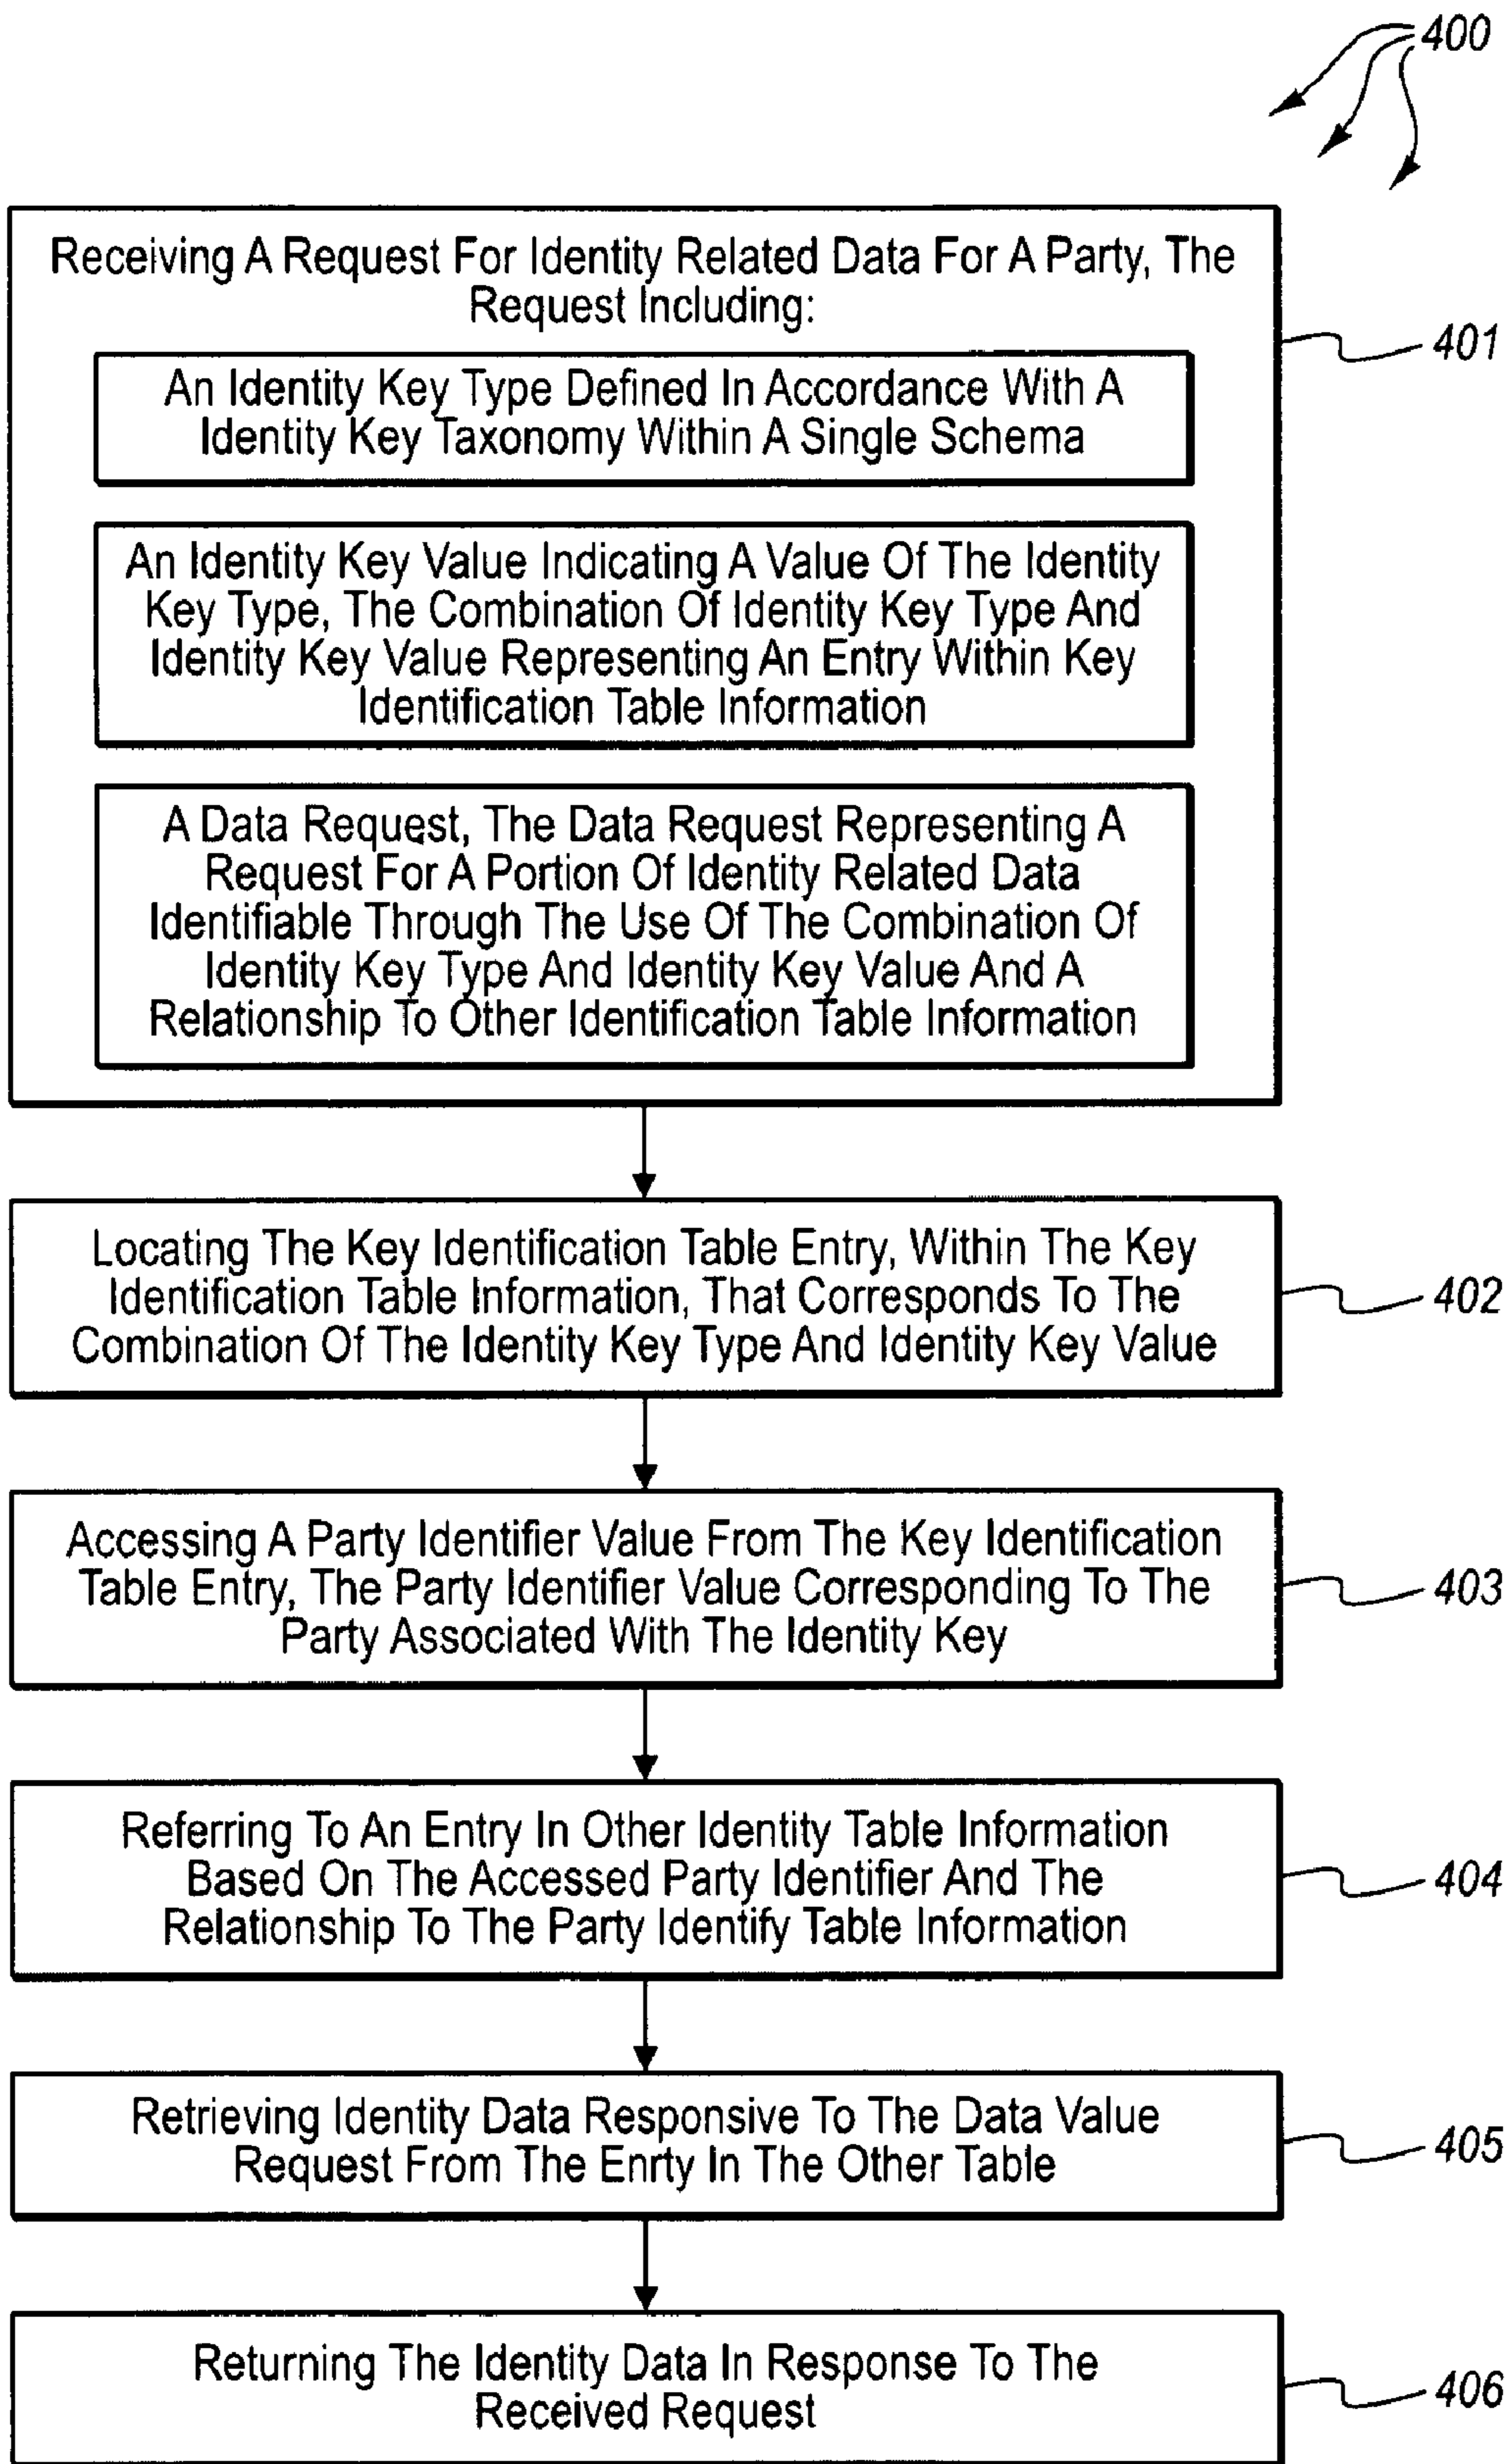 400
Receiving A Request For Identity Related Data For A Party, The
Request Including:
401
An Identity Key Type Defined In Accordance With A
Identity Key Taxonomy Within A Single Schema
An Identity Key Value Indicating A Value Of The Identity
Key Type, The Combination Of Identity Key Type And
Identity Key Value Representing An Entry Within Key
Identification Table Information
A Data Request, The Data Request Representing A
Request For A Portion Of Identity Related Data
Identifiable Through The Use Of The Combination Of
Identity Key Type And Identity Key Value And A
Relationship To Other Identification Table Information
Locating The Key Identification Table Entry, Within The Key
Identification Table Information, That Corresponds To The
Combination Of The Identity Key Type And Identity Key Value
402
Accessing A Party Identifier Value From The Key Identification
Table Entry, The Party Identifier Value Corresponding To The
Party Associated With The Identity Key
403
Referring To An Entry In Other Identity Table Information
Based On The Accessed Party Identifier And The
Relationship To The Party Identify Table Information
404
Retrieving Identity Data Responsive To The Data Value
Request From The Enrty In The Other Table
405
Returning The Identity Data In Response To The
Received Request
406